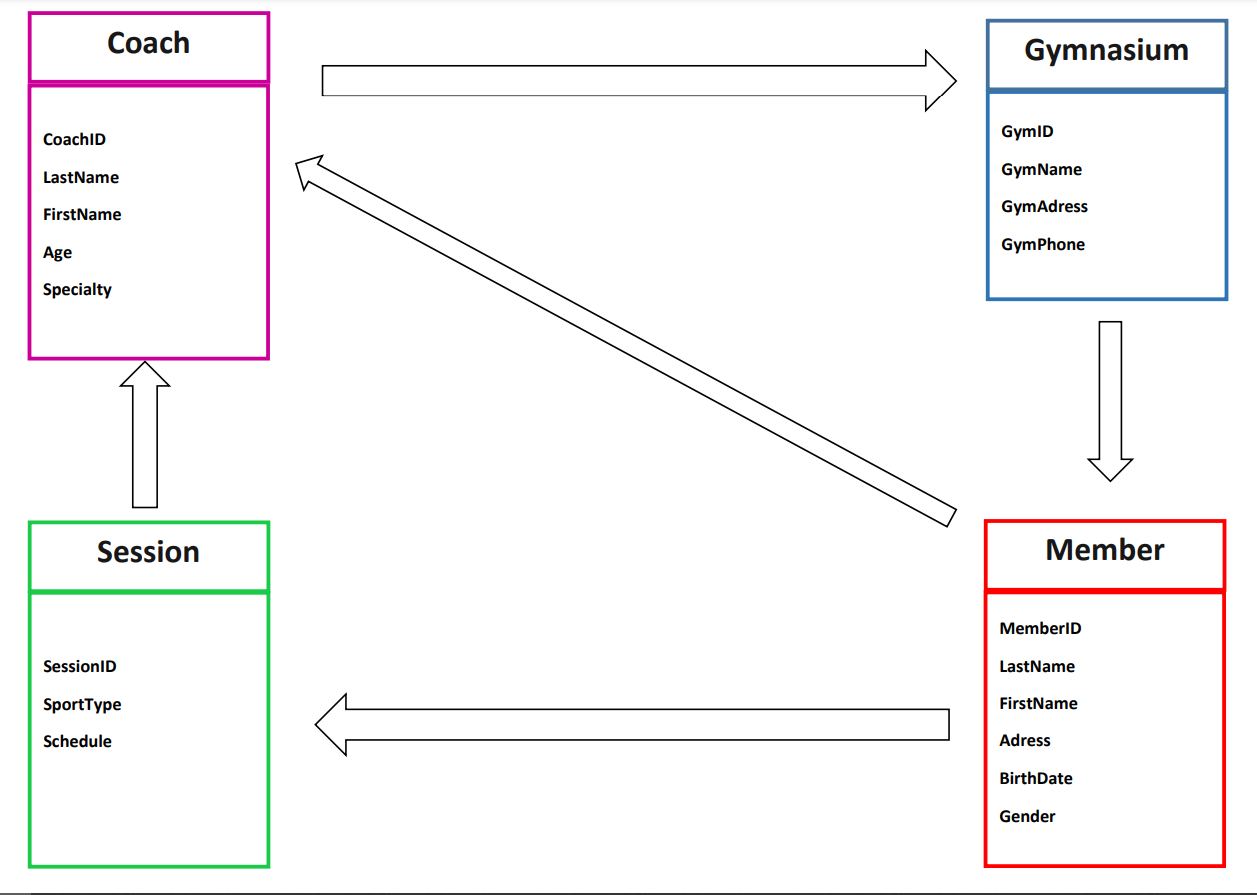 Coach
CoachID
LastName
FirstName
Age
Specialty
Gymnasium
GymID
GymName
GymAdress
GymPhone
Session
SessionID
SportType
Schedule
Member
MemberID
LastName
FirstName
Adress
BirthDate
Gender